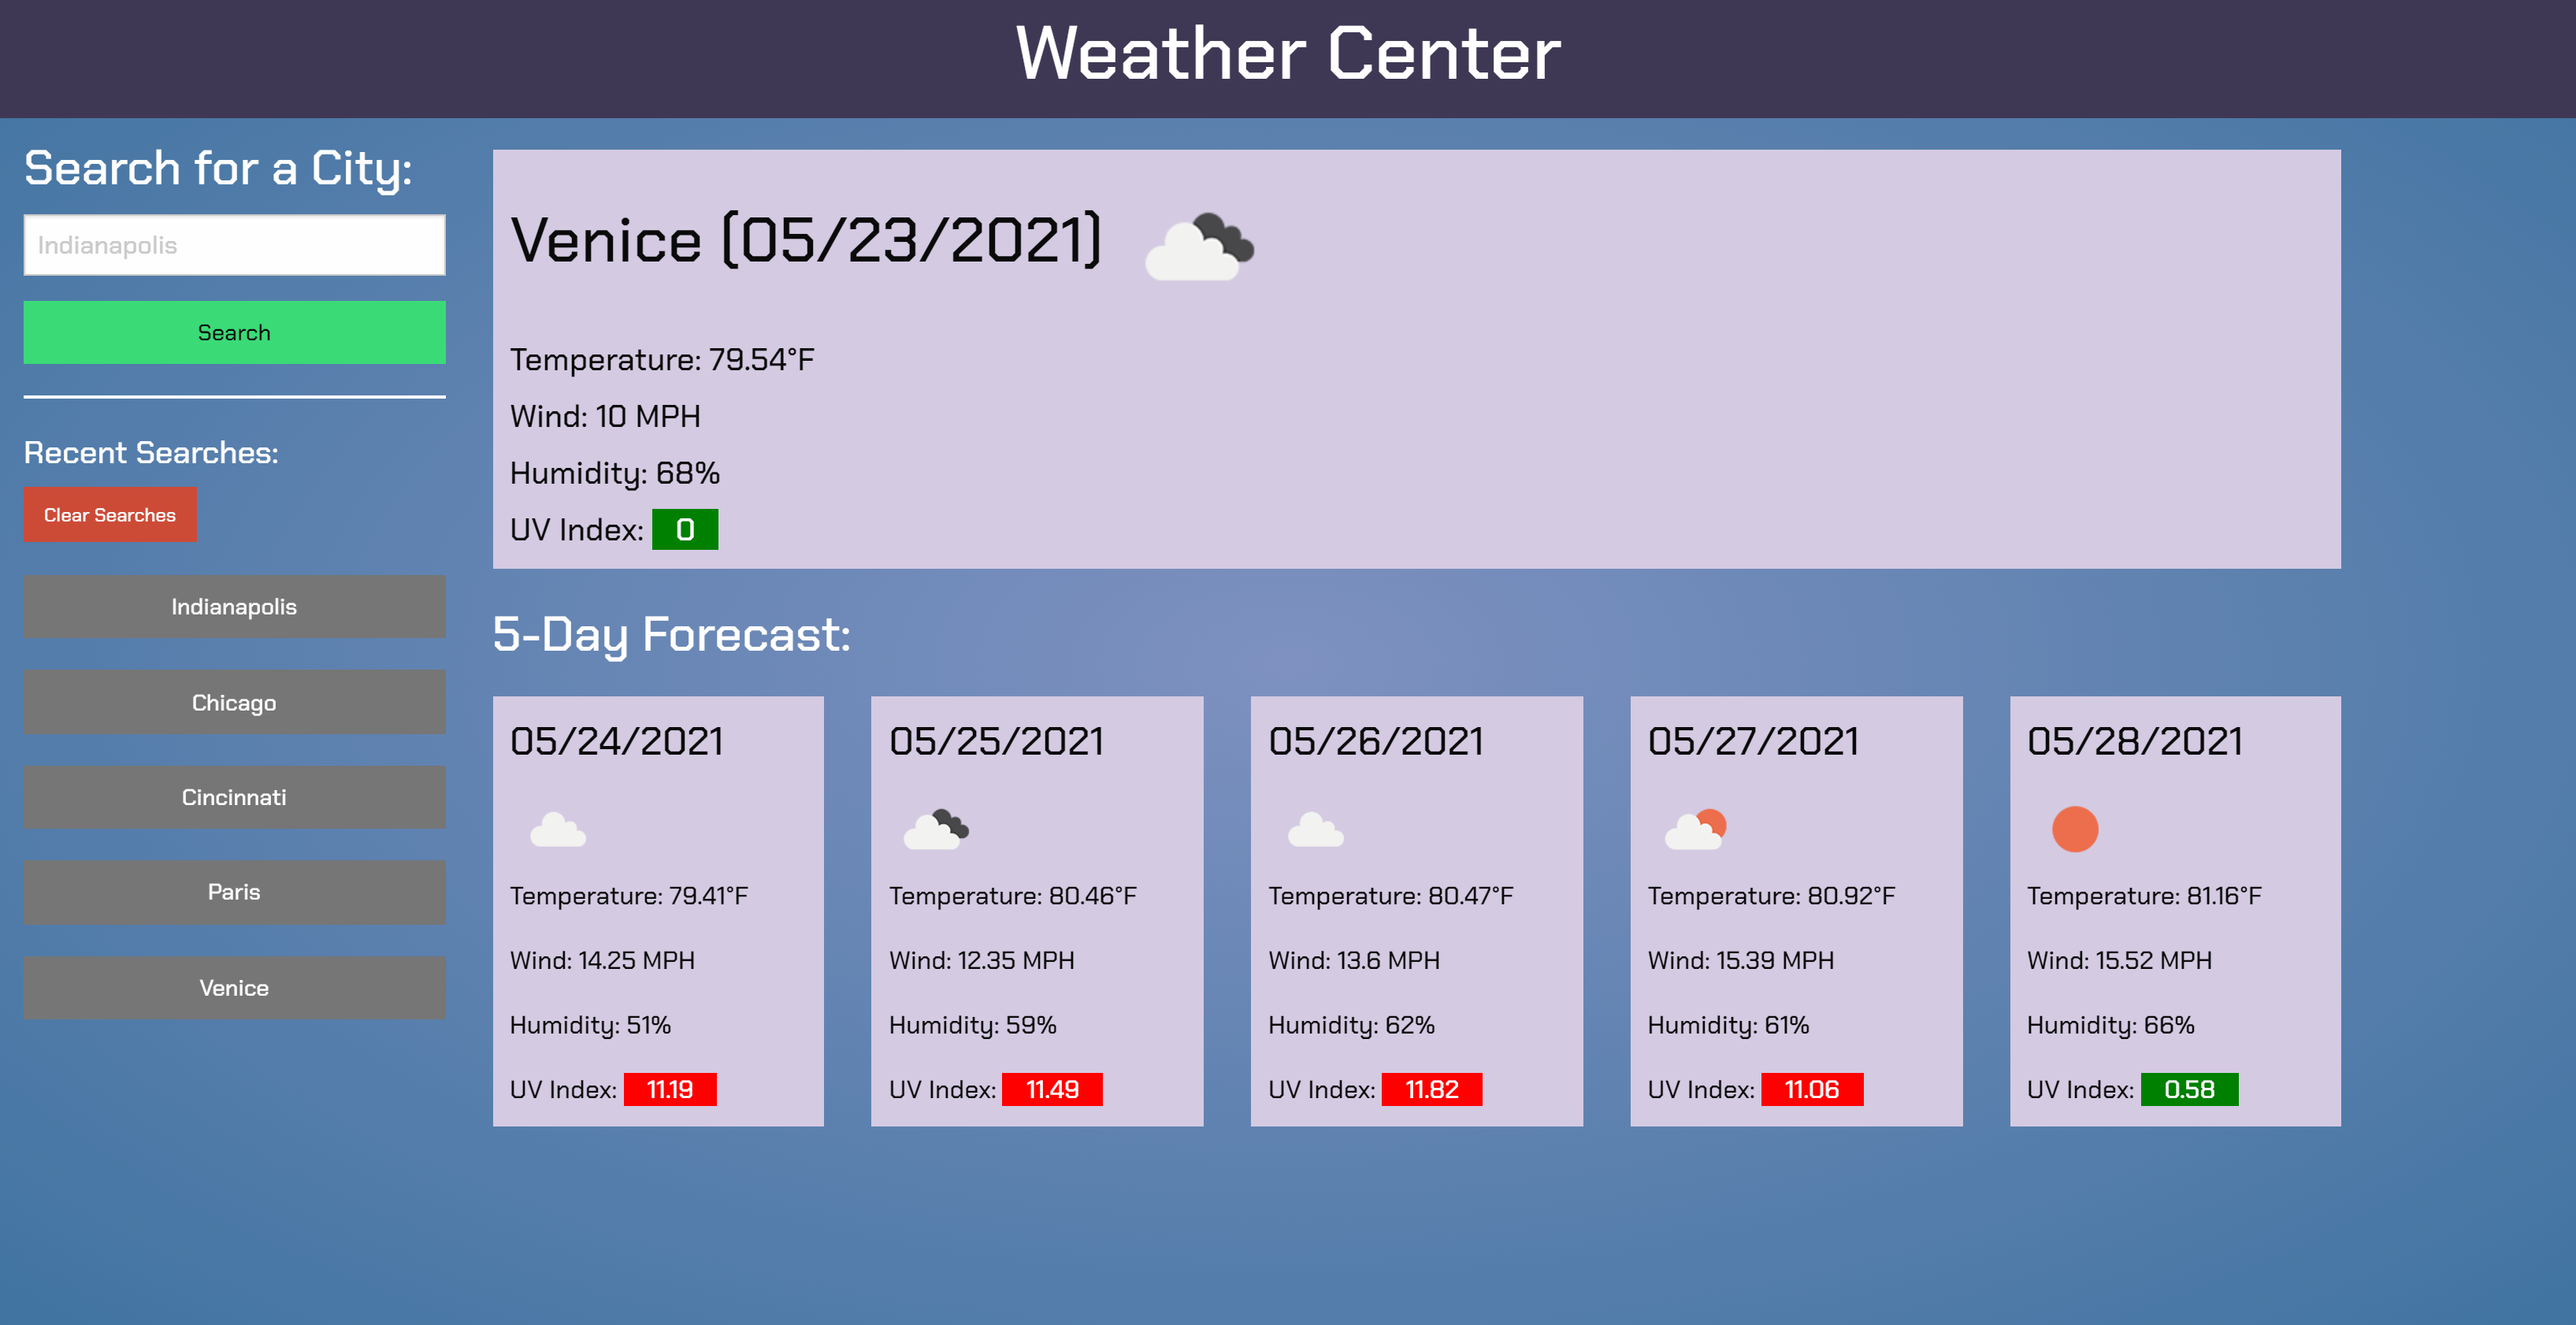 Weather Center
Search for a City:
Indianapolis
Search
Recent Searches:
Clear Searches
Indianapolis
Chicago
Cincinnati
Paris
Venice
Venice (05/23/2021)
Temperature: 79.54°F
Wind: 10 MPH
Humidity: 68%
UV Index: 0
5-Day Forecast:
05/24/2021
Temperature: 79.41°F
Wind: 14.25 MPH
Humidity: 51%
UV Index: 11.19
05/25/2021
Temperature: 80.46°F
Wind: 12.35 MPH
Humidity: 59%
UV Index: 11.49
05/26/2021
Temperature: 80.47°F
Wind: 13.6 MPH
Humidity: 62%
UV Index: 11.82
05/27/2021
Temperature: 80.92°F
Wind: 15.39 MPH
Humidity: 61%
UV Index: 11.06
05/28/2021
Temperature: 81.16°F
Wind: 15.52 MPH
Humidity: 66%
UV Index: 0.58